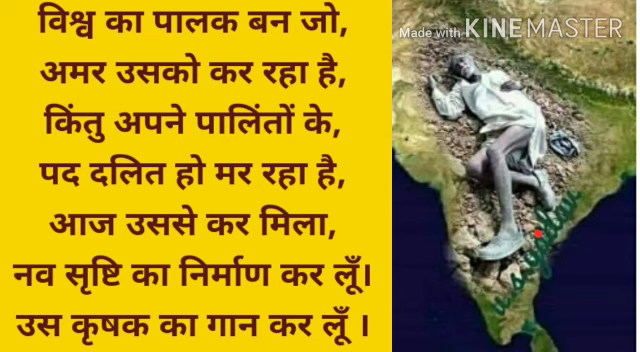 विश्व का पालक बन जो,
अमर उसको कर रहा है,
किंतु अपने पालिंतों के,
पद दलित हो मर रहा है,
आज उससे कर मिला,
नव सृष्टि का निर्माण कर लूँ।
उस कृषक का गान कर लूँ ।
Made with KINEMASTER